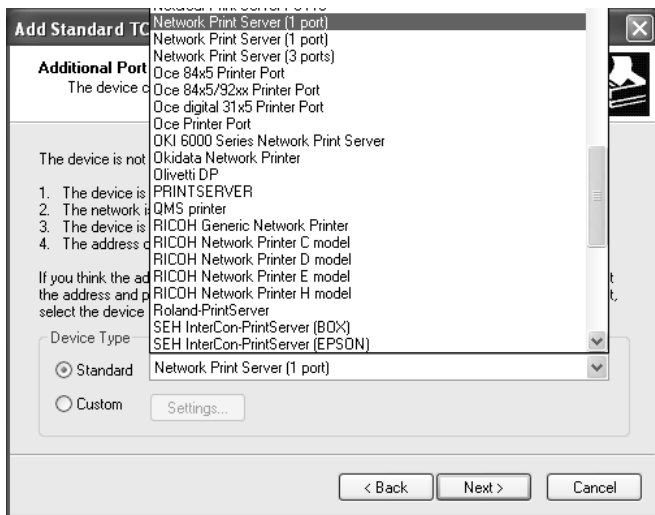 Add Standard TC
Network Print Server (1 port)
Network Print Server (1 port)
Network Print Server (3 ports)
Oce 84x5 Printer Port
Oce 84x5/92xx Printer Port
Oce digital 31x5 Printer Port
Oce Printer Port
OKI 6000 Series Network Print Server
Okidata Network Printer
Olivetti DP
PRINTSERVER
QMS printer
RICOH Generic Network Printer
RICOH Network Printer C model
RICOH Network Printer D model
RICOH Network Printer E model
RICOH Network Printer H model
Roland-PrintServer
SEH InterCon-PrintServer (BOX)
SEH InterCon-PrintServer (EPSON)
Additional Port
The device c
The device is not
1. The device is
2. The network i
3. The device is
4. The address o
If you think the ad
t
the address and p
t,
select the device
Device Type
Standard
Network Print Server (1 port)
Custom
Settings...
< Back
Next >
Cancel